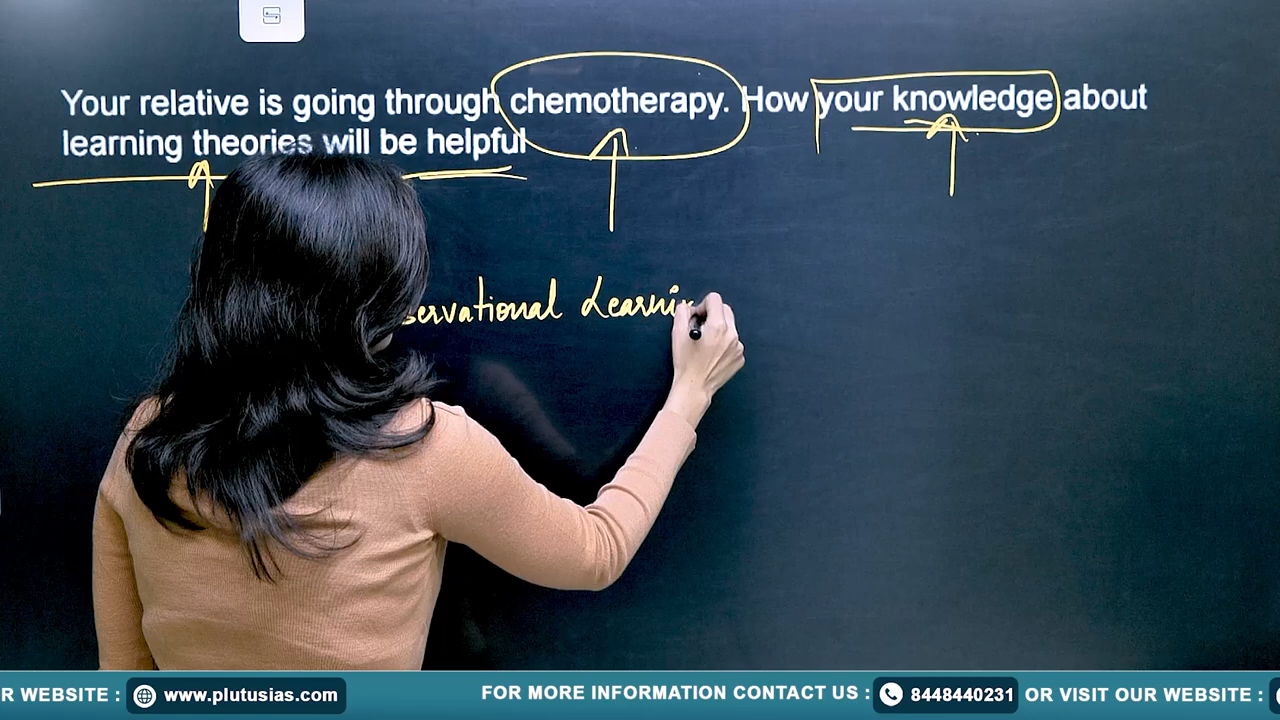 Your relative is going through chemotherapy. How your knowledge about
learning theories will be helpful
servational Learnin
R WEBSITE : www.plutusias.com FOR MORE INFORMATION CONTACT US : 8448440231 OR VISIT OUR WEBSITE :